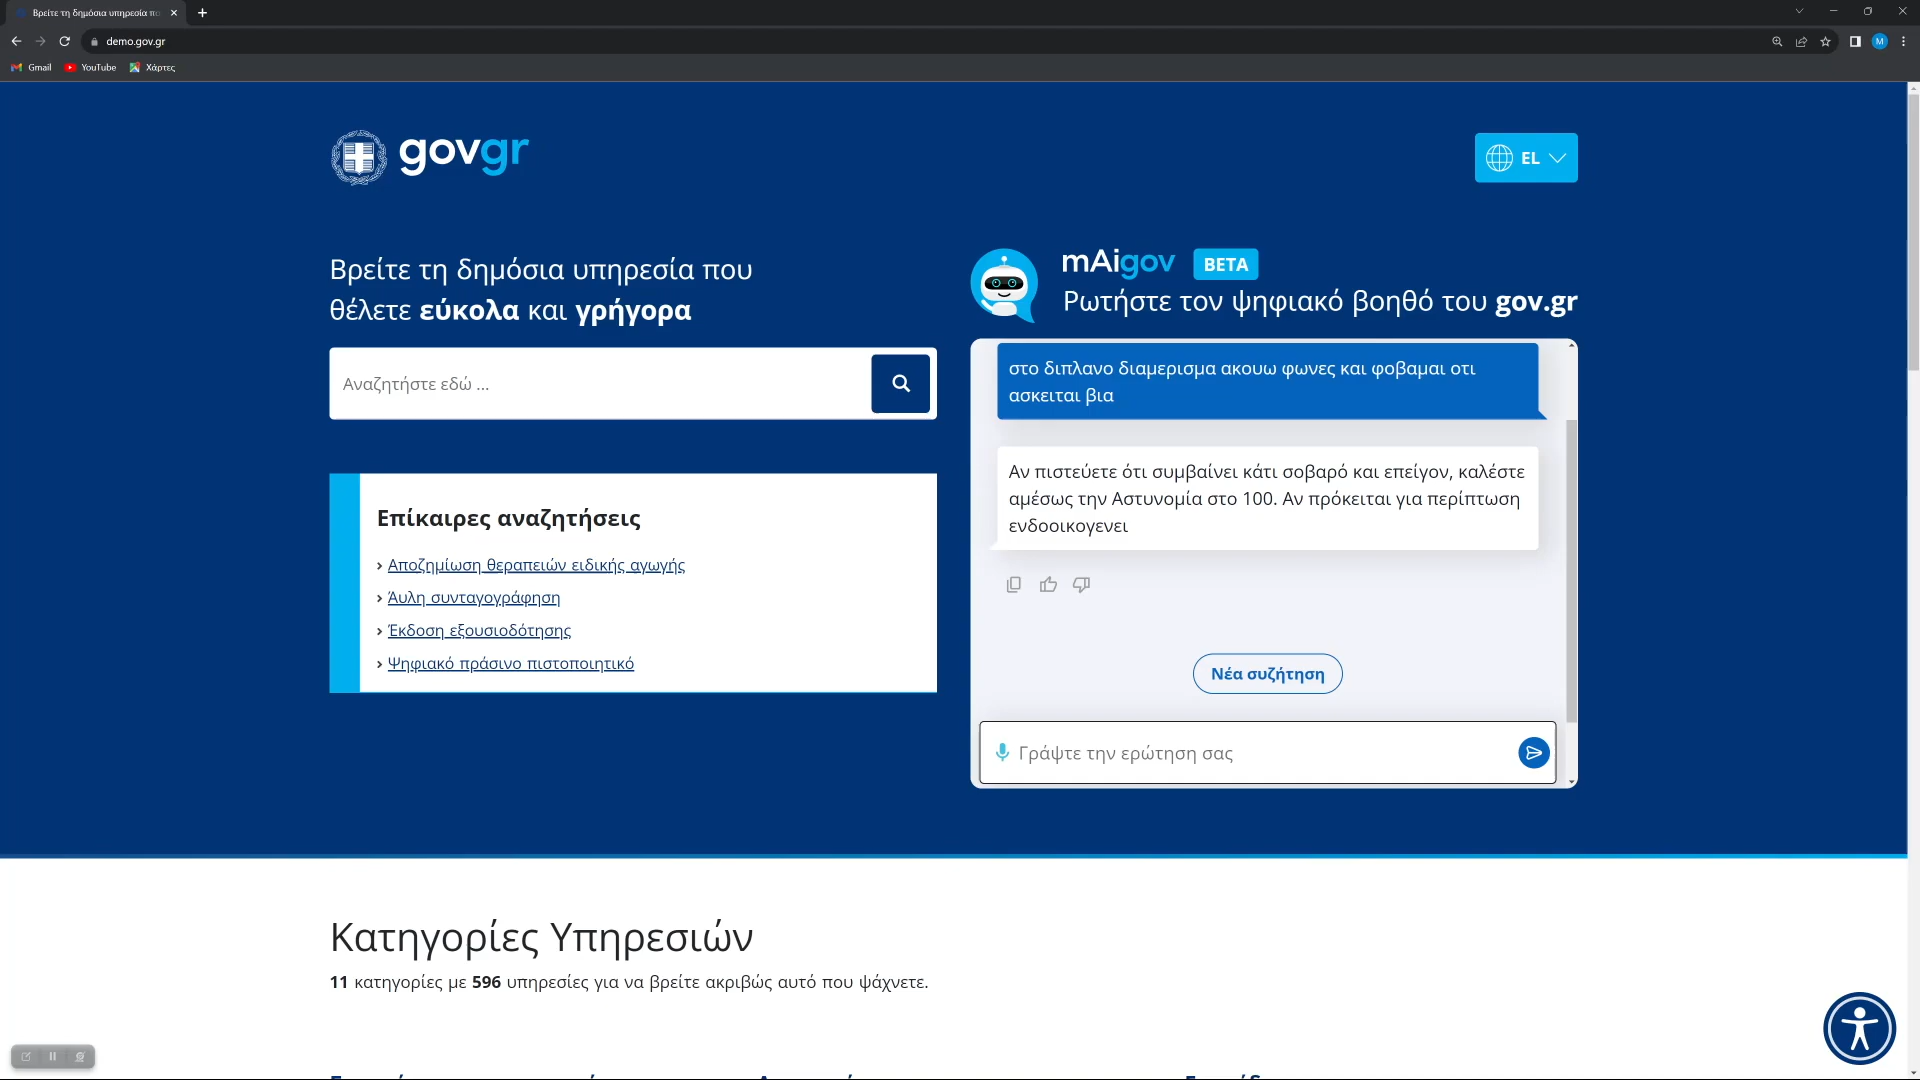 Βρείτε τη δημόσια υπηρεσία πο
demo.gov.gr
M
Gmail
YouTube
Χάρτες
govgr
EL
Βρείτε τη δημόσια υπηρεσία που
θέλετε εύκολα και γρήγορα
Αναζητήστε εδώ ...
Επίκαιρες αναζητήσεις
Αποζημίωση θεραπειών ειδικής αγωγής
Άυλη συνταγογράφηση
Έκδοση εξουσιοδότησης
Ψηφιακό πράσινο πιστοποιητικό
mAigov BETA
Ρωτήστε τον ψηφιακό βοηθό του gov.gr
στο διπλανο διαμερισμα ακουω φωνες και φοβαμαι οτι
ασκειται βια
Αν πιστεύετε ότι συμβαίνει κάτι σοβαρό και επείγον, καλέστε
αμέσως την Αστυνομία στο 100. Αν πρόκειται για περίπτωση
ενδοοικογενει
Νέα συζήτηση
Γράψτε την ερώτηση σας
Κατηγορίες Υπηρεσιών
11 κατηγορίες με 596 υπηρεσίες για να βρείτε ακριβώς αυτό που ψάχνετε.